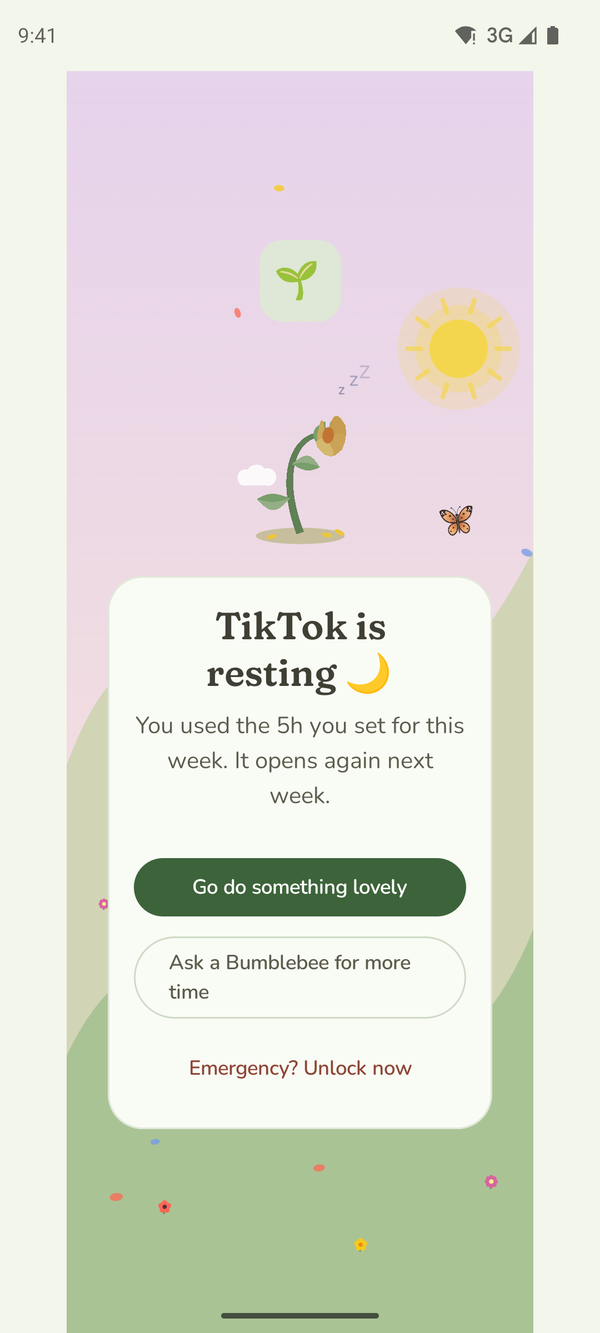 9:41
3G
z z Z
TikTok is
resting 🌙
You used the 5h you set for this
week. It opens again next
week.
Go do something lovely
Ask a Bumblebee for more
time
Emergency? Unlock now